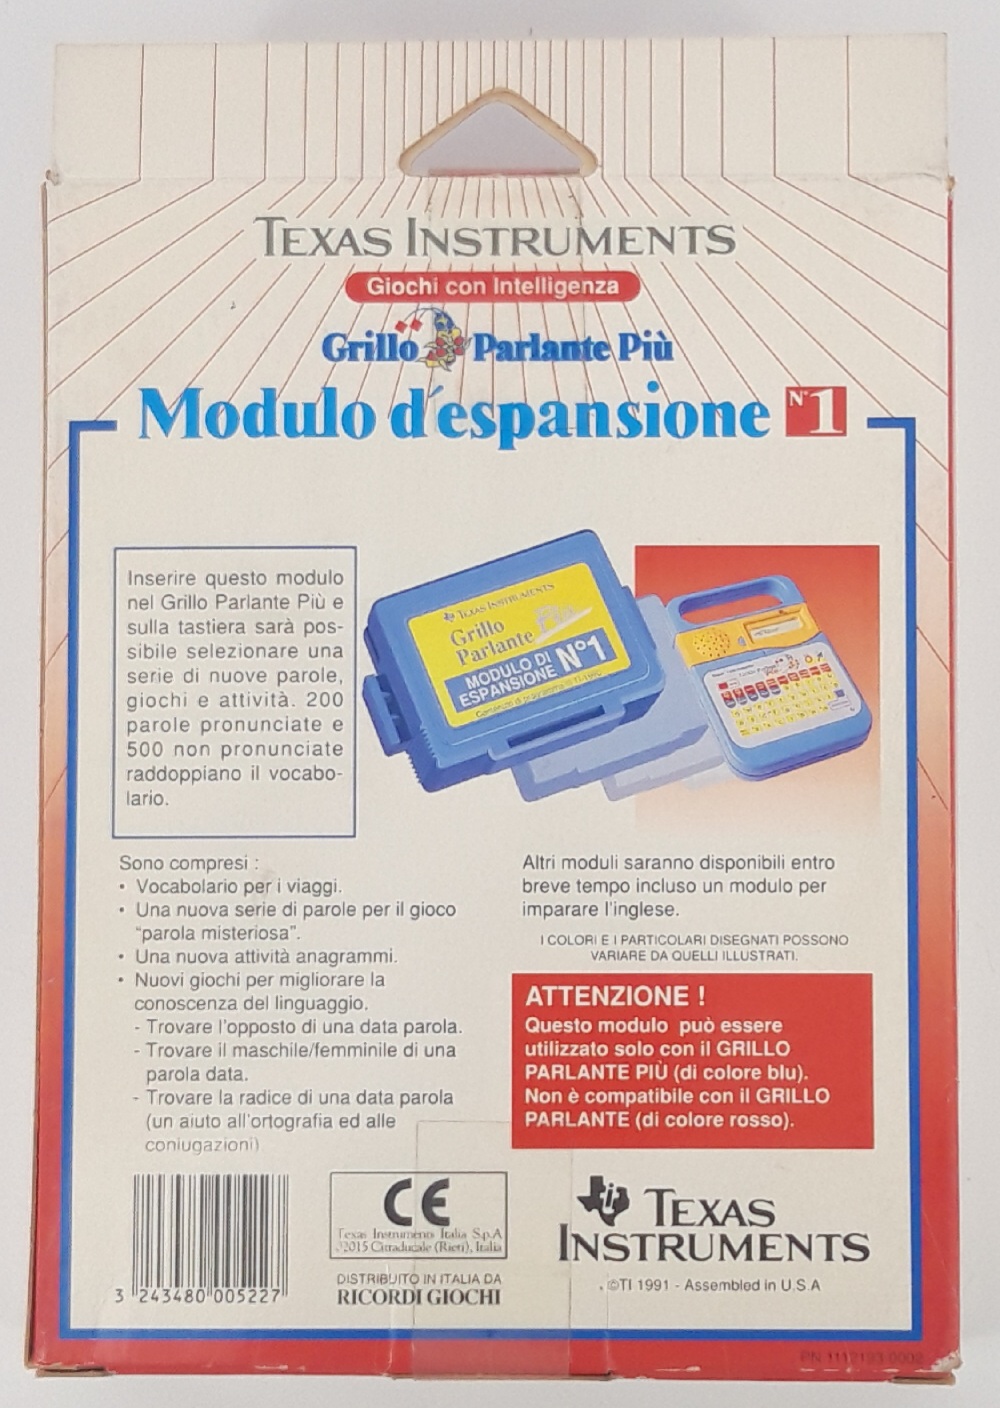 TEXAS INSTRUMENTS
Giochi con Intelligenza
Grillo Parlante Più
Modulo d'espansione N°1
Inserire questo modulo
nel Grillo Parlante Più e
sulla tastiera sarà pos-
sibile selezionare una
serie di nuove parole,
giochi e attività. 200
parole pronunciate e
500 non pronunciate
raddoppiano il vocabo-
lario.
TEXAS INSTRUMENTS
Grillo
Parlante
MODULO DI
ESPANSIONE N°1
Sono compresi :
• Vocabolario per i viaggi.
• Una nuova serie di parole per il gioco
"parola misteriosa".
• Una nuova attività anagrammi.
• Nuovi giochi per migliorare la
conoscenza del linguaggio.
- Trovare l'opposto di una data parola.
- Trovare il maschile/femminile di una
parola data.
- Trovare la radice di una data parola
(un aiuto all'ortografia ed alle
coniugazioni)
Altri moduli saranno disponibili entro
breve tempo incluso un modulo per
imparare l'inglese.
I COLORI E I PARTICOLARI DISEGNATI POSSONO
VARIARE DA QUELLI ILLUSTRATI.
ATTENZIONE !
Questo modulo può essere
utilizzato solo con il GRILLO
PARLANTE PIÙ (di colore blu).
Non è compatibile con il GRILLO
PARLANTE (di colore rosso).
3 243480 005227
CE
Texas Instruments Italia S.p.A
02015 Cittaducale (Rieti), Italia
DISTRIBUITO IN ITALIA DA
RICORDI GIOCHI
TEXAS
INSTRUMENTS
©TI 1991 - Assembled in U.S.A
PN 1112193-0002